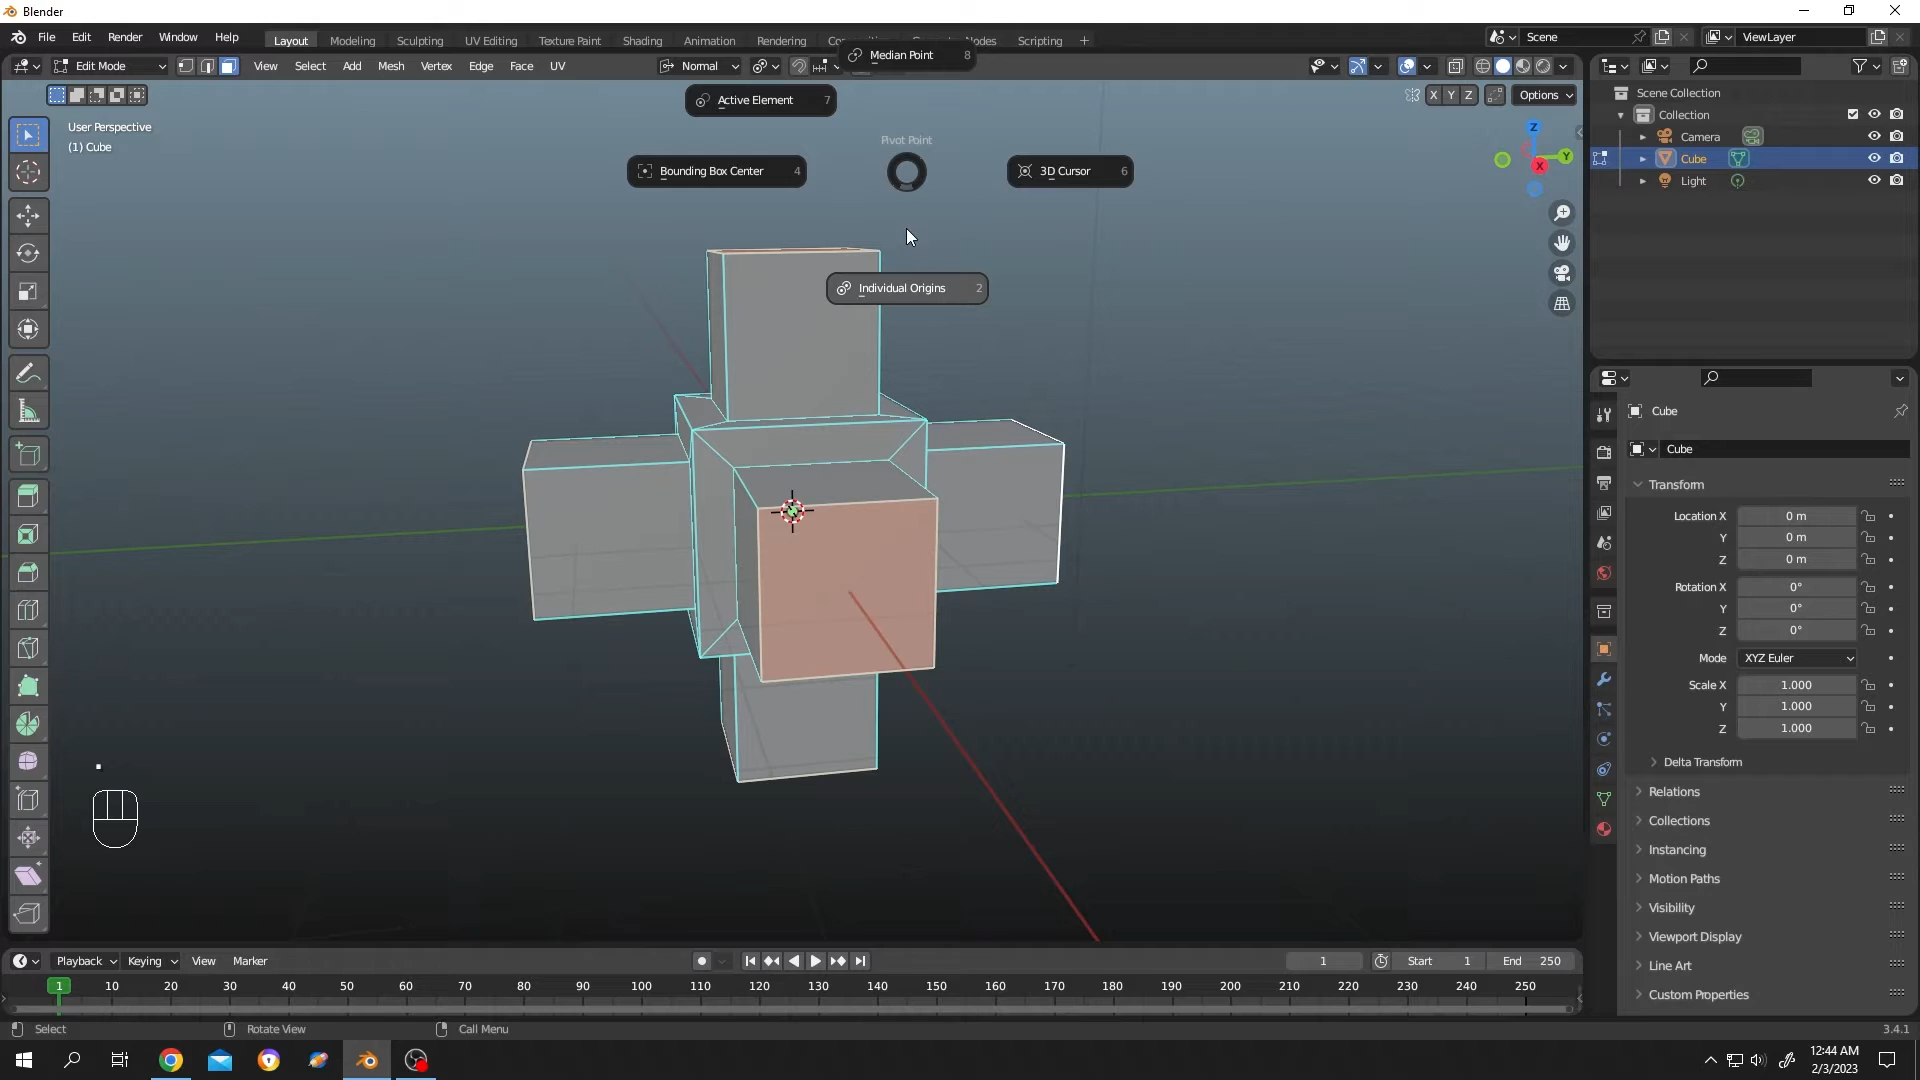 Blender
File Edit Render Window Help
Layout Modeling Sculpting UV Editing Texture Paint Shading Animation Rendering Nodes Scripting +
Scene
ViewLayer
Edit Mode
View Select Add Mesh Vertex Edge Face UV
Normal
Median Point 8
X Y Z
Options
User Perspective
(1) Cube
Active Element 7
Pivot Point
Bounding Box Center 4
3D Cursor 6
Individual Origins 2
Z
Y
X
Scene Collection
Collection
Camera
Cube
Light
Cube
Cube
Transform
Location X 0 m
Y 0 m
Z 0 m
Rotation X 0°
Y 0°
Z 0°
Mode XYZ Euler
Scale X 1.000
Y 1.000
Z 1.000
Delta Transform
Relations
Collections
Instancing
Motion Paths
Visibility
Viewport Display
Line Art
Custom Properties
Playback Keying View Marker
1 Start 1 End 250
1 10 20 30 40 50 60 70 80 90 100 110 120 130 140 150 160 170 180 190 200 210 220 230 240 250
Select Rotate View Call Menu
3.4.1
12:44 AM
2/3/2023